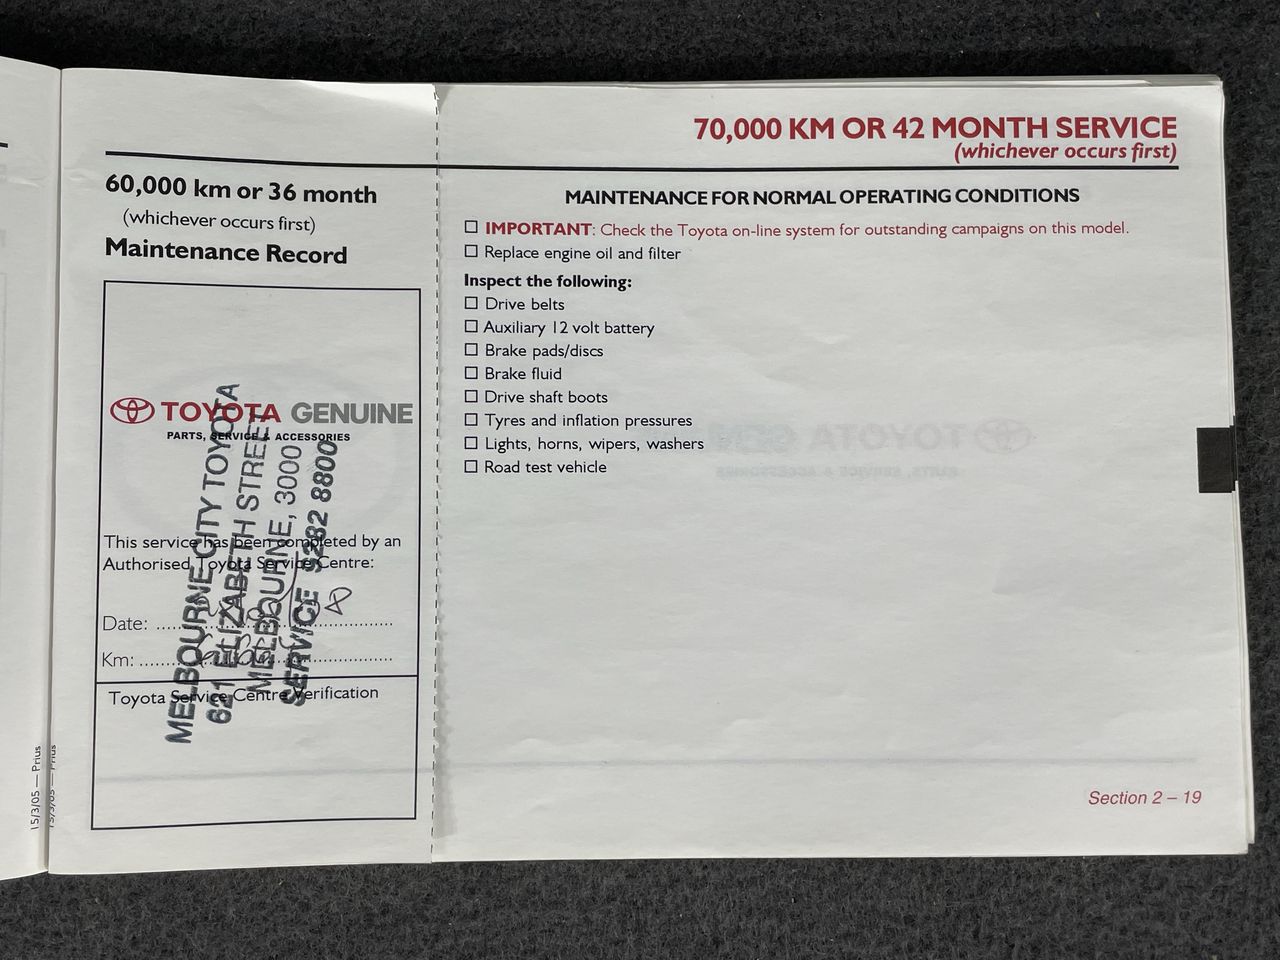 70,000 KM OR 42 MONTH SERVICE
(whichever occurs first)
60,000 km or 36 month
(whichever occurs first)
Maintenance Record
TOYOTA GENUINE
PARTS, SERVICE & ACCESSORIES
This service has been completed by an
Authorised Toyota Service Centre:
Date:
Km:
Toyota Service Centre Verification
MELBOURNE CITY TOYOTA
621 ELIZABETH STREET
MELBOURNE, 3000
SERVICE 9282 8800
MAINTENANCE FOR NORMAL OPERATING CONDITIONS
IMPORTANT: Check the Toyota on-line system for outstanding campaigns on this model.
Replace engine oil and filter
Inspect the following:
Drive belts
Auxiliary 12 volt battery
Brake pads/discs
Brake fluid
Drive shaft boots
Tyres and inflation pressures
Lights, horns, wipers, washers
Road test vehicle
Section 2 – 19
15/3/05 — Prius
15/3/05 — Prius